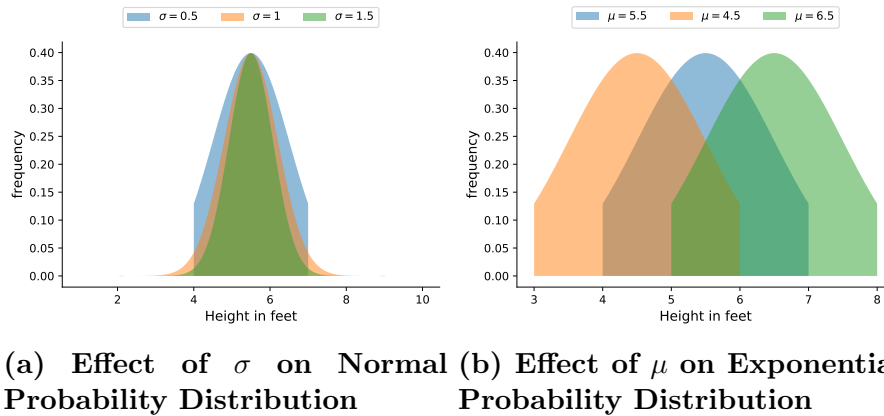 σ = 0.5 σ = 1 σ = 1.5
0.40
0.35
0.30
0.25
0.20
0.15
0.10
0.05
0.00
frequency
2 4 6 8 10
Height in feet
(a) Effect of σ on Normal
Probability Distribution
μ = 5.5 μ = 4.5 μ = 6.5
0.40
0.35
0.30
0.25
0.20
0.15
0.10
0.05
0.00
frequency
3 4 5 6 7 8
Height in feet
(b) Effect of μ on Exponentia
Probability Distribution